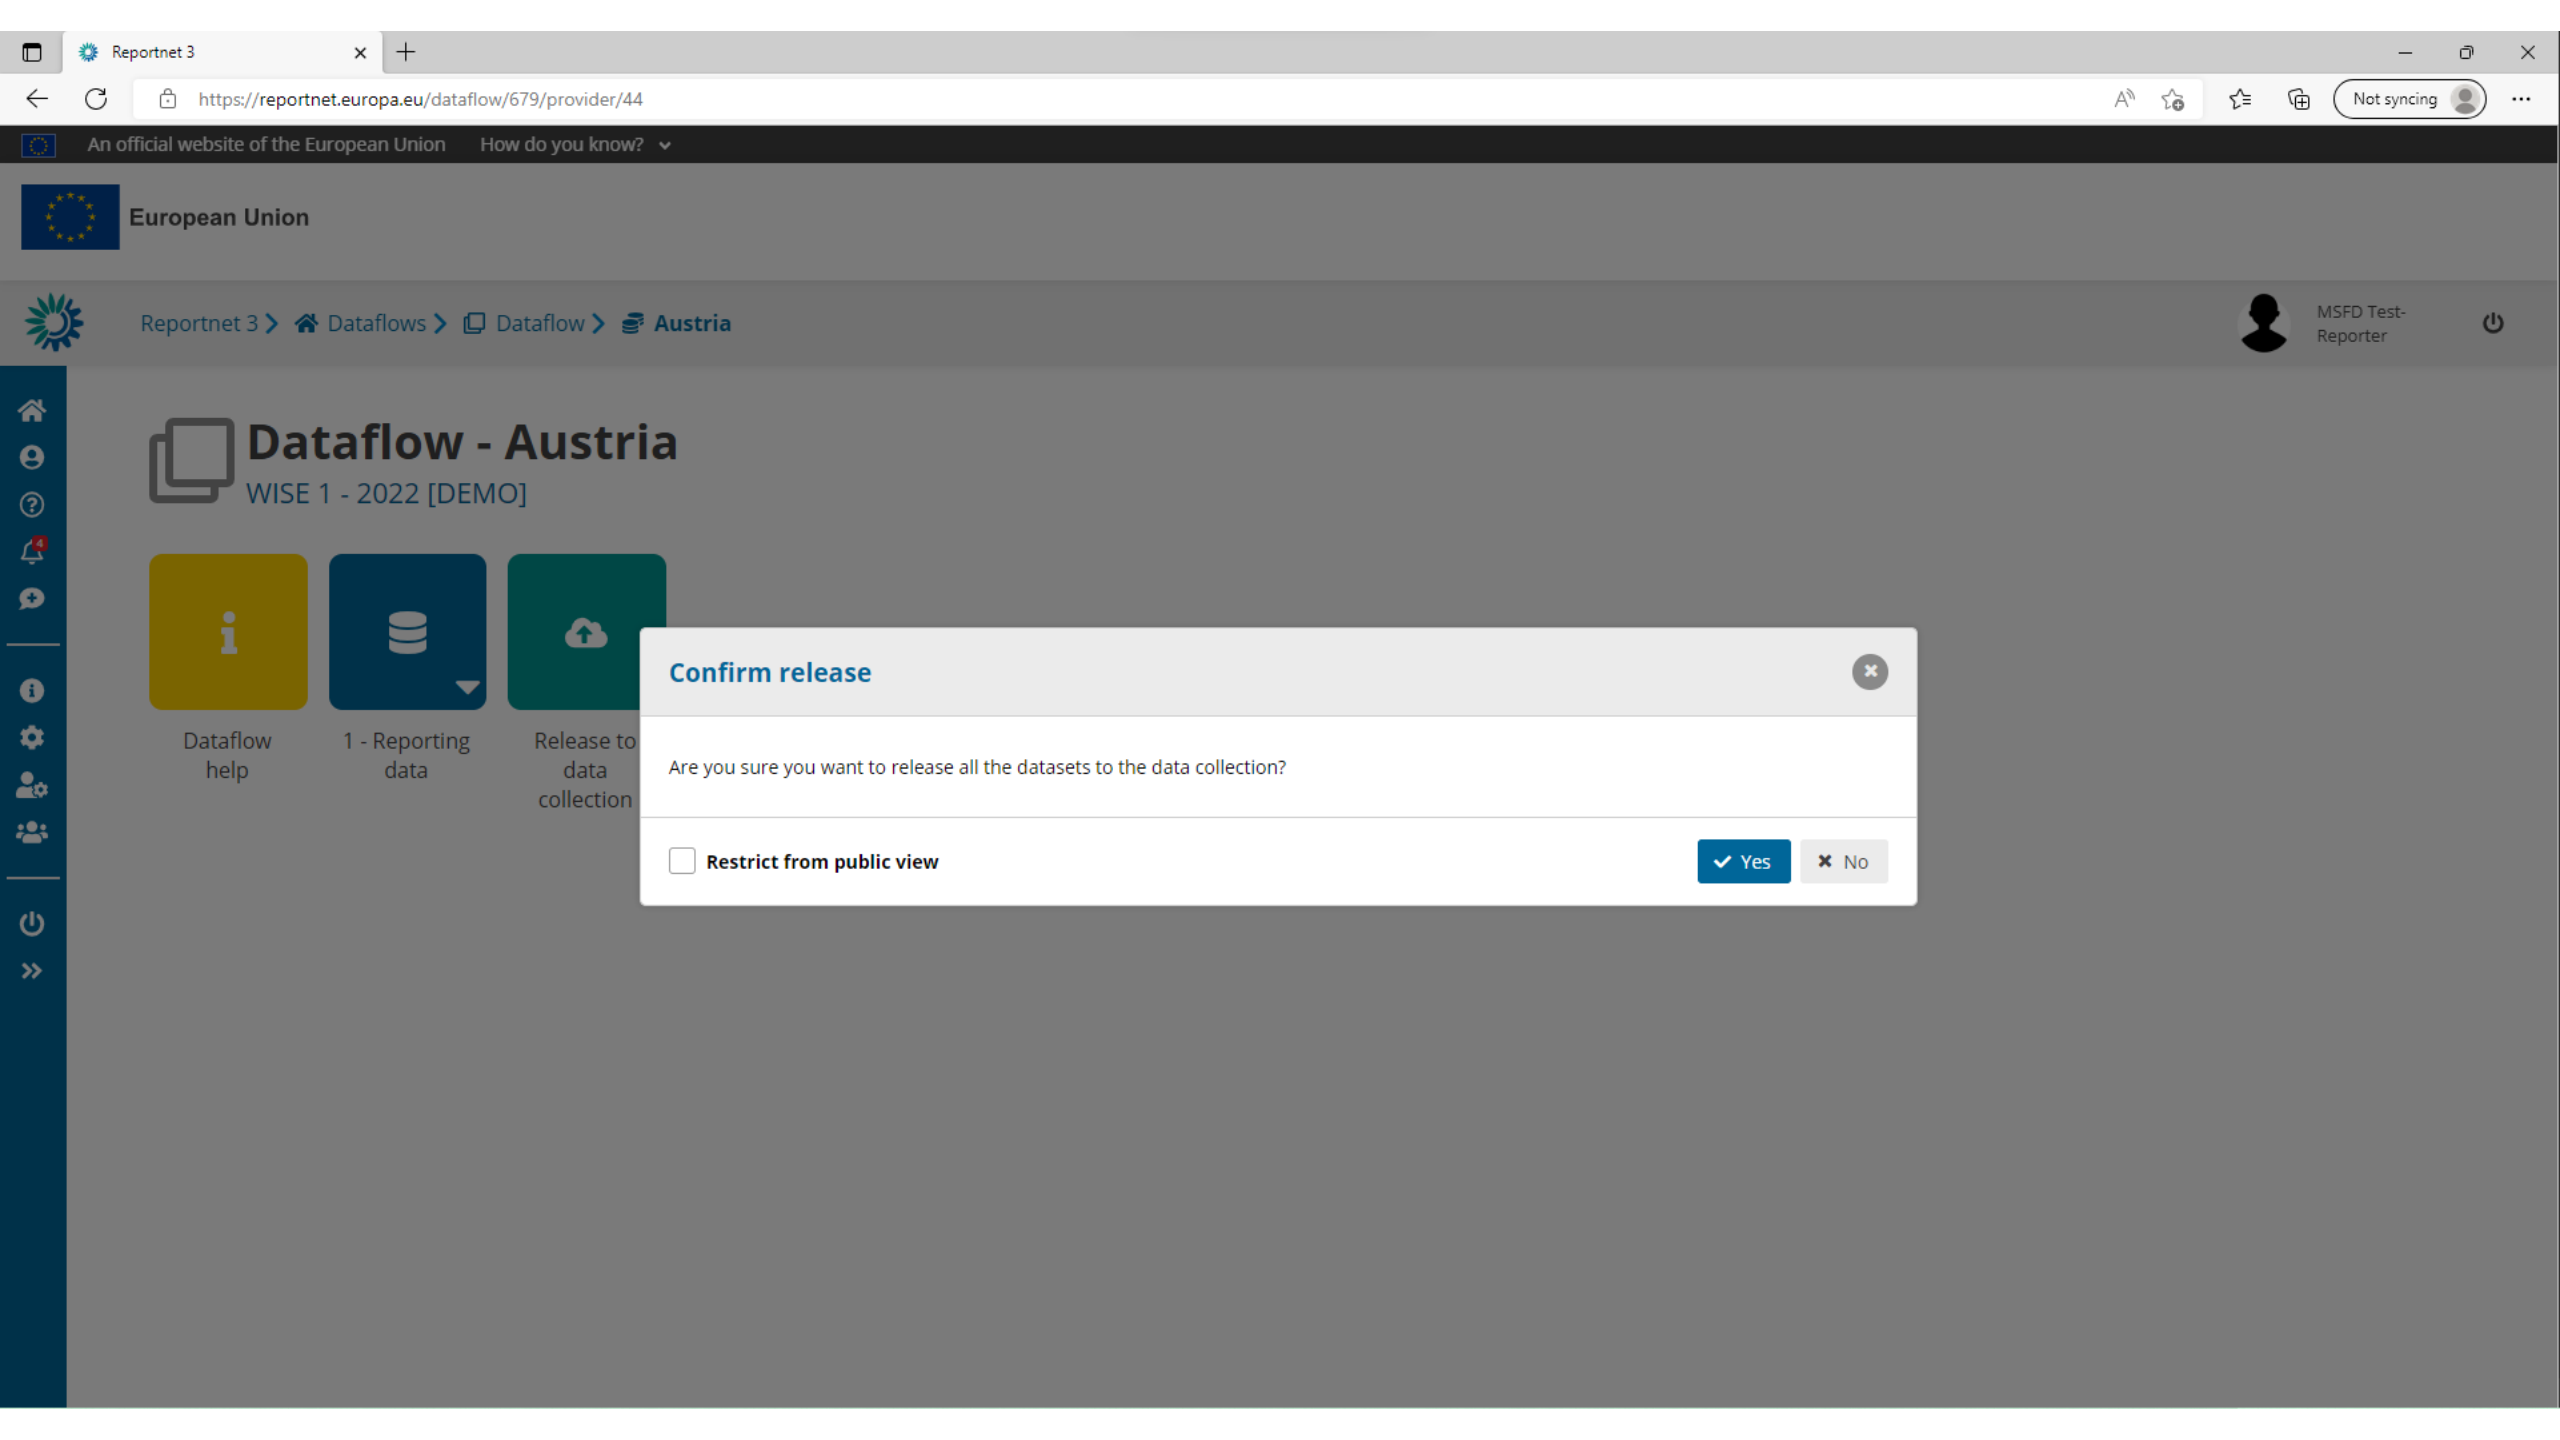 Reportnet 3
https://reportnet.europa.eu/dataflow/679/provider/44
Not syncing
An official website of the European Union How do you know?
European Union
Reportnet 3 Dataflows Dataflow Austria
MSFD Test-
Reporter
Dataflow - Austria
WISE 1 - 2022 [DEMO]
4
Dataflow
help
1 - Reporting
data
Release to
data
collection
Confirm release
Are you sure you want to release all the datasets to the data collection?
Restrict from public view
Yes
No